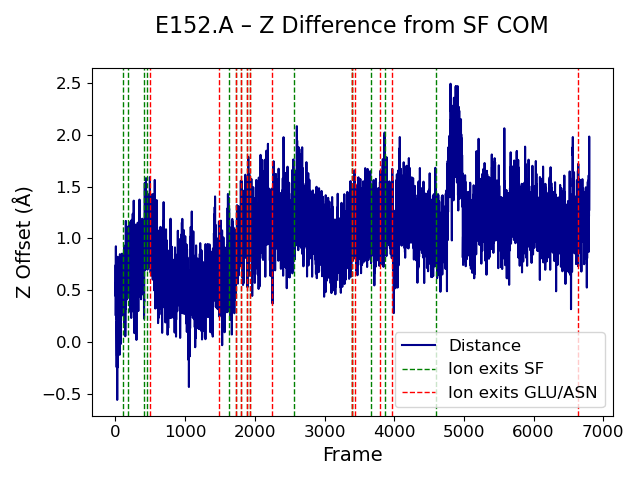 E152.A – Z Difference from SF COM
2.5
2.0
1.5
1.0
0.5
0.0
−0.5
Z Offset (Å)
Distance
Ion exits SF
Ion exits GLU/ASN
0 1000 2000 3000 4000 5000 6000 7000
Frame